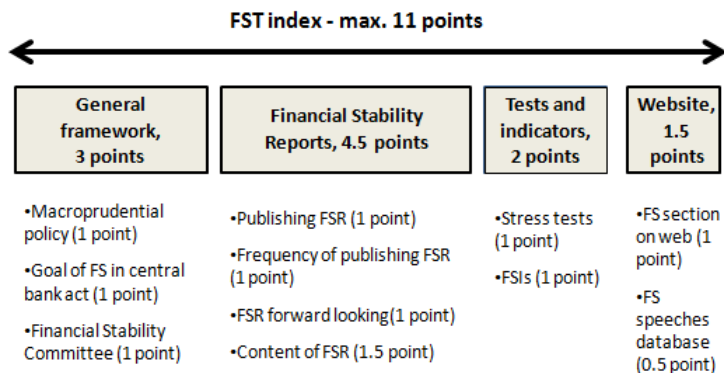 FST index - max. 11 points
General
framework,
3 points
Financial Stability
Reports, 4.5 points
Tests and
indicators,
2 points
Website,
1.5
points
•Macroprudential
policy (1 point)
•Goal of FS in central
bank act (1 point)
•Financial Stability
Committee (1 point)
•Publishing FSR (1 point)
•Frequency of publishing FSR
(1 point)
•FSR forward looking(1 point)
•Content of FSR (1.5 point)
•Stress tests
(1 point)
•FSIs (1 point)
•FS section
on web (1
point)
•FS
speeches
database
(0.5 point)